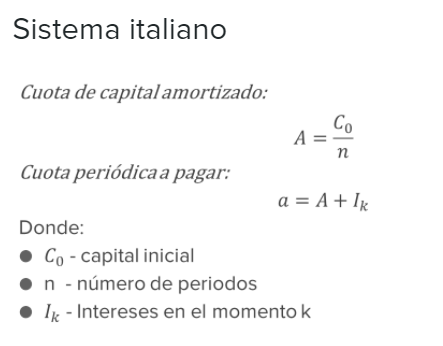 Sistema italiano
Cuota de capital amortizado:
A = C₀/n
Cuota periódica a pagar:
a = A + Iₖ
Donde:
● C₀ - capital inicial
● n - número de periodos
● Iₖ - Intereses en el momento k